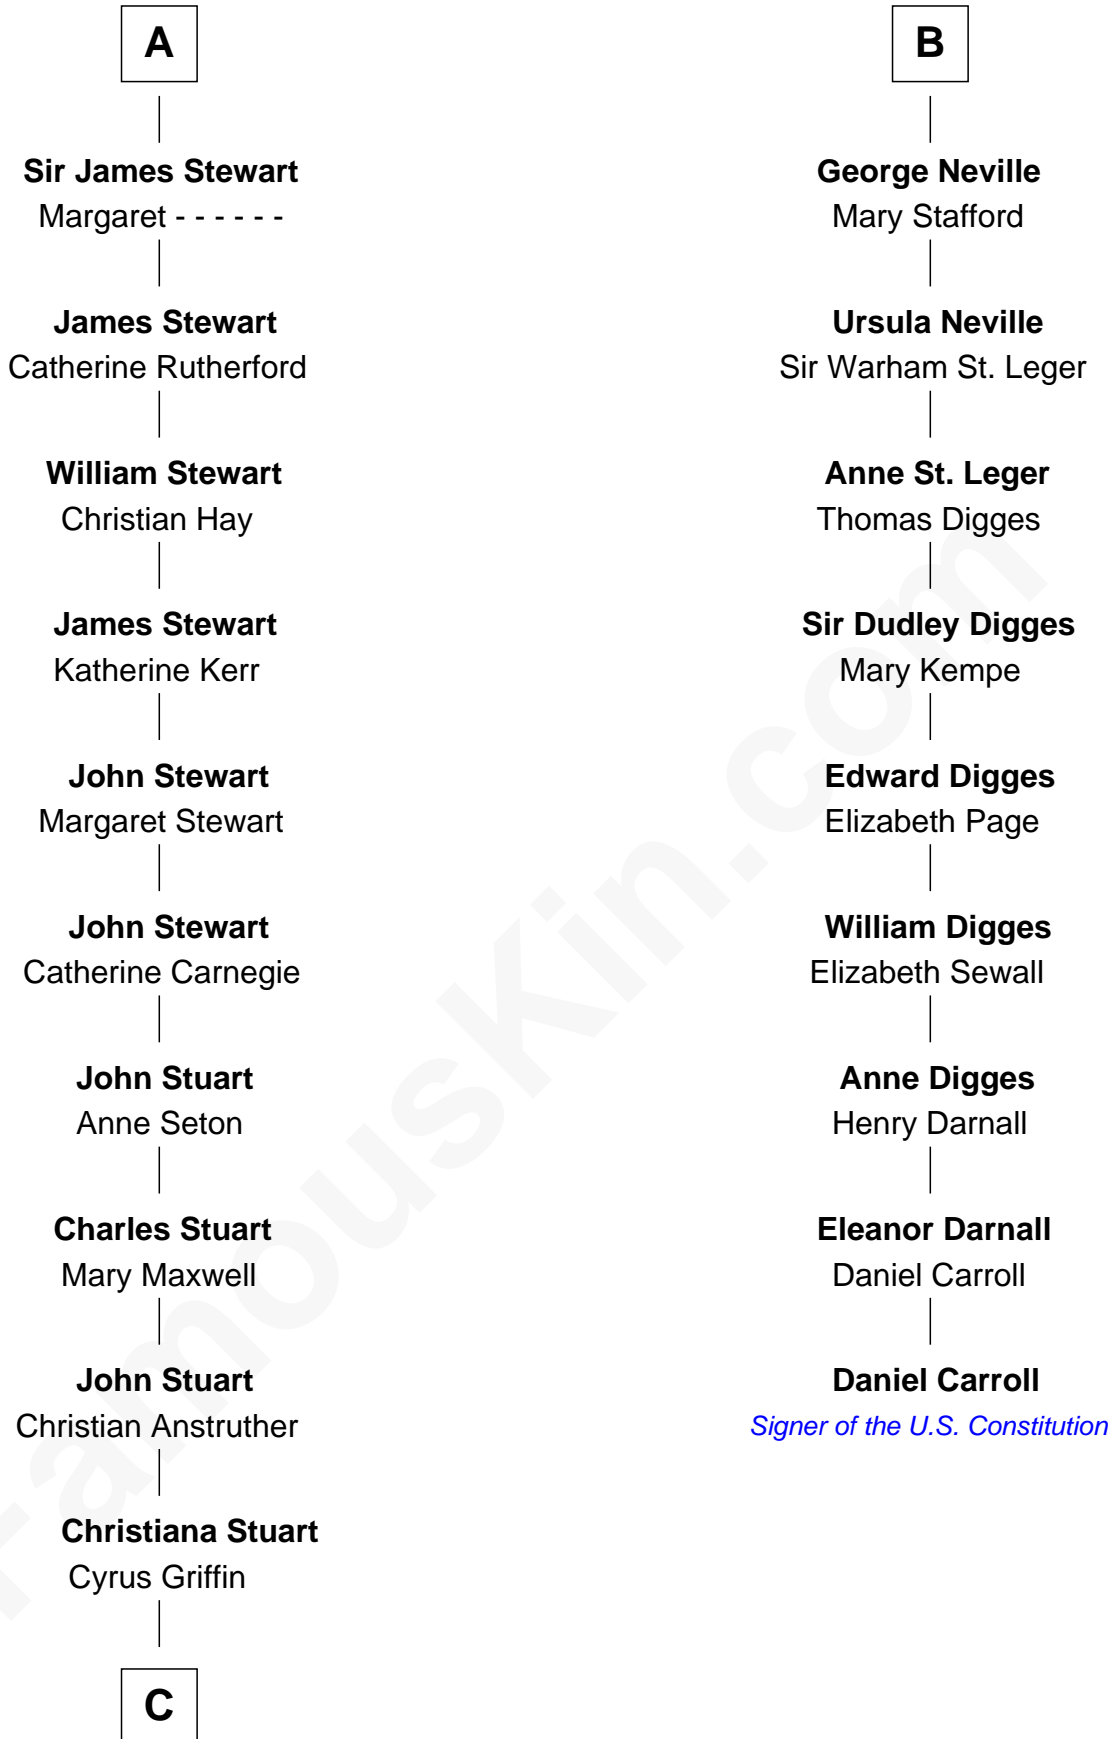 A
Sir James Stewart
Margaret - - - - - -
James Stewart
Catherine Rutherford
William Stewart
Christian Hay
James Stewart
Katherine Kerr
John Stewart
Margaret Stewart
John Stewart
Catherine Carnegie
John Stuart
Anne Seton
Charles Stuart
Mary Maxwell
John Stuart
Christian Anstruther
Christiana Stuart
Cyrus Griffin
C
B
George Neville
Mary Stafford
Ursula Neville
Sir Warham St. Leger
Anne St. Leger
Thomas Digges
Sir Dudley Digges
Mary Kempe
Edward Digges
Elizabeth Page
William Digges
Elizabeth Sewall
Anne Digges
Henry Darnall
Eleanor Darnall
Daniel Carroll
Daniel Carroll
Signer of the U.S. Constitution
FamousKin.com